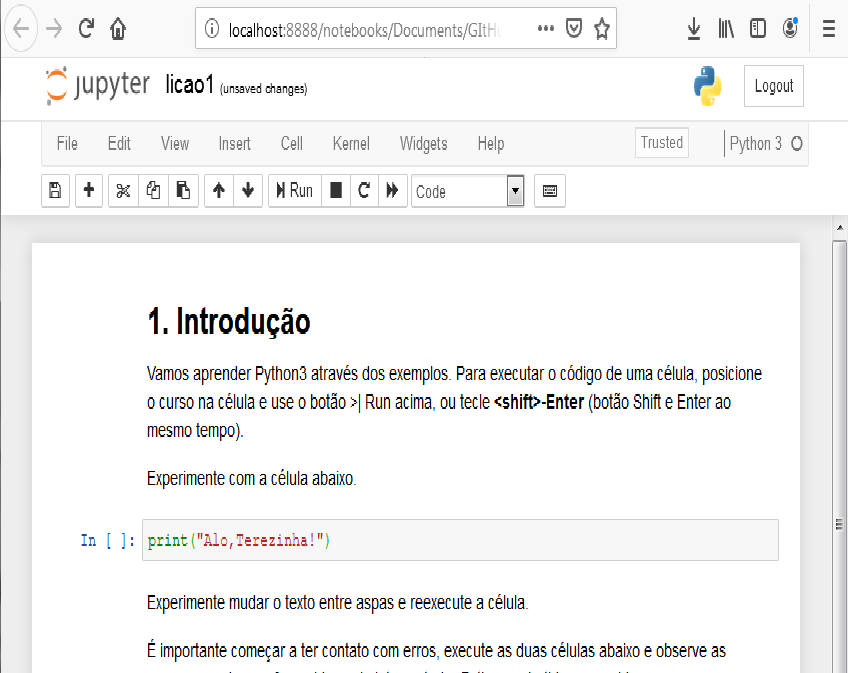 localhost:8888/notebooks/Documents/GItH
jupyter licao1 (unsaved changes)
Logout
File Edit View Insert Cell Kernel Widgets Help Trusted Python 3
Run Code
1. Introdução
Vamos aprender Python3 através dos exemplos. Para executar o código de uma célula, posicione
o curso na célula e use o botão >| Run acima, ou tecle <shift>-Enter (botão Shift e Enter ao
mesmo tempo).
Experimente com a célula abaixo.
In [ ]: print("Alo,Terezinha!")
Experimente mudar o texto entre aspas e reexecute a célula.
É importante começar a ter contato com erros, execute as duas células abaixo e observe as